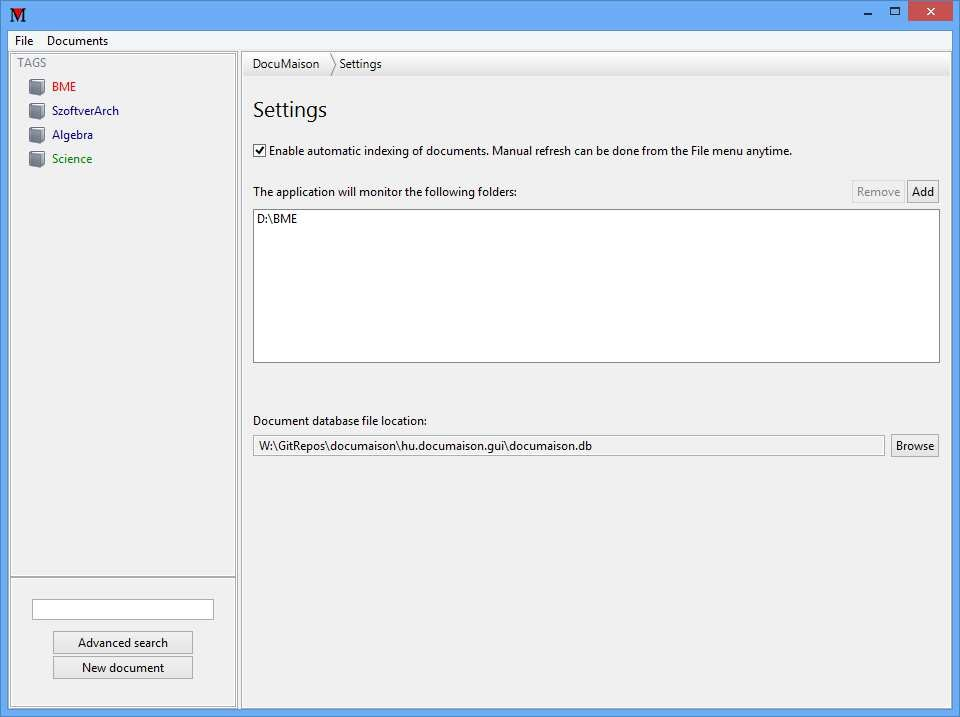 M
File Documents
TAGS
BME
SzoftverArch
Algebra
Science
Advanced search
New document
DocuMaison Settings
Settings
Enable automatic indexing of documents. Manual refresh can be done from the File menu anytime.
The application will monitor the following folders: Remove Add
D:\BME
Document database file location:
W:\GitRepos\documaison\hu.documaison.gui\documaison.db Browse